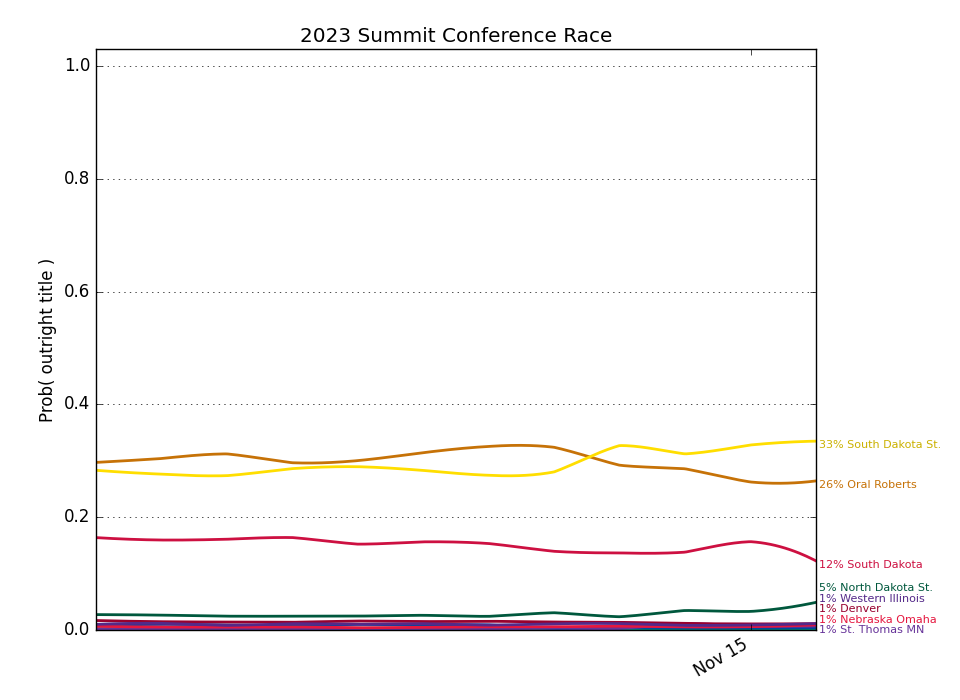 2023 Summit Conference Race
1.0
0.8
0.6
0.4
0.2
0.0
Prob( outright title )
33% South Dakota St.
26% Oral Roberts
12% South Dakota
5% North Dakota St.
1% Western Illinois
1% Denver
1% Nebraska Omaha
1% St. Thomas MN
Nov 15